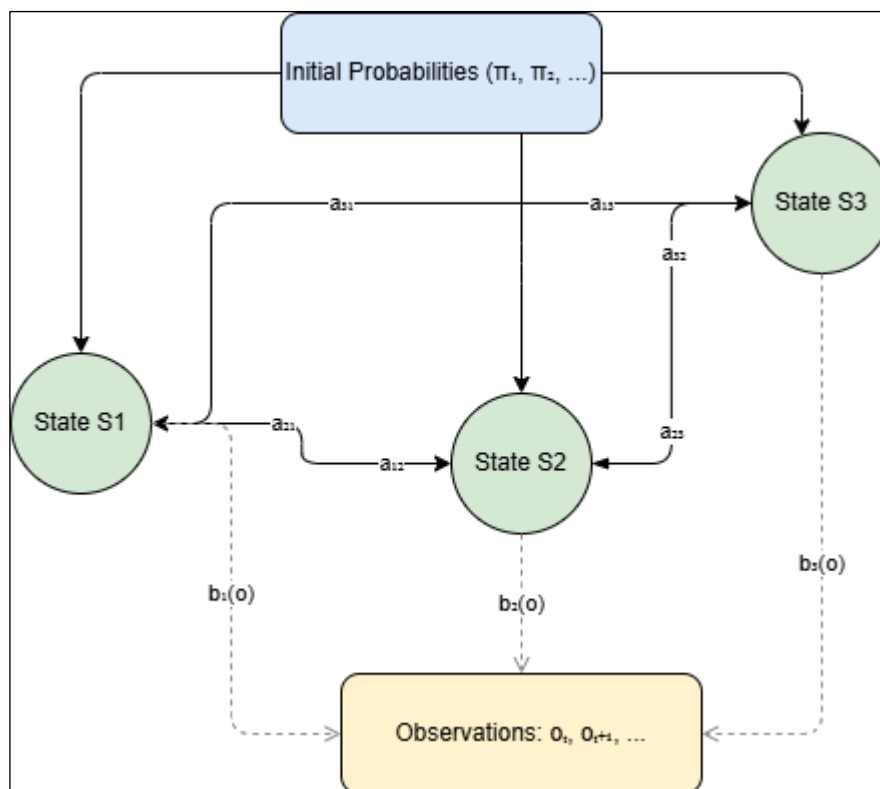 Initial Probabilities (π₁, π₂, ...)
State S3
a₃₁
a₁₃
a₃₂
State S1
a₂₁
a₂₃
a₁₂
State S2
b₁(o)
b₂(o)
b₃(o)
Observations: oₜ, oₜ₊₁, ...